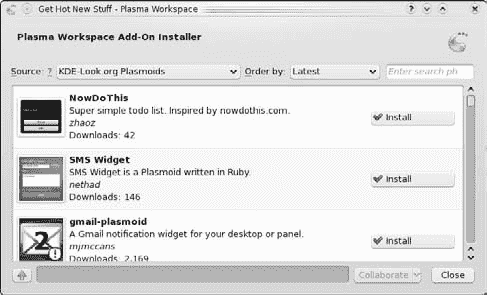 Get Hot New Stuff - Plasma Workspace
Plasma Workspace Add-On Installer
Source: ? KDE-Look org Plasmoids Order by: Latest Enter search ph
NowDoThis
Super simple todo list. Inspired by nowdothis.com.
zhaoz
Downloads: 42
Install
SMS Widget
SMS Widget is a Plasmoid written in Ruby.
nethad
Downloads: 146
Install
gmail-plasmoid
A Gmail notification widget for your desktop or panel.
mjmccans
Downloads: 2,169
Install
2
Collaborate Close